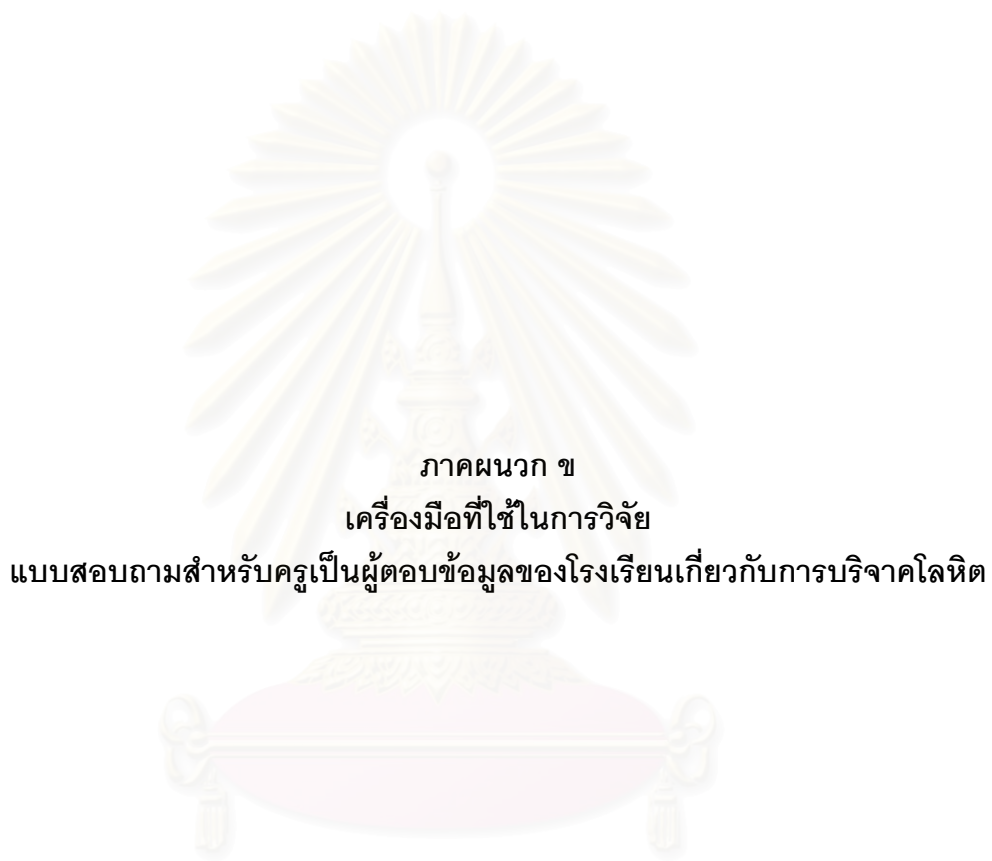 ภาคผนวก ข
เครื่องมือที่ใช้ในการวิจัย
แบบสอบถามสำหรับครูเป็นผู้ตอบข้อมูลของโรงเรียนเกี่ยวกับการบริจาคโลหิต